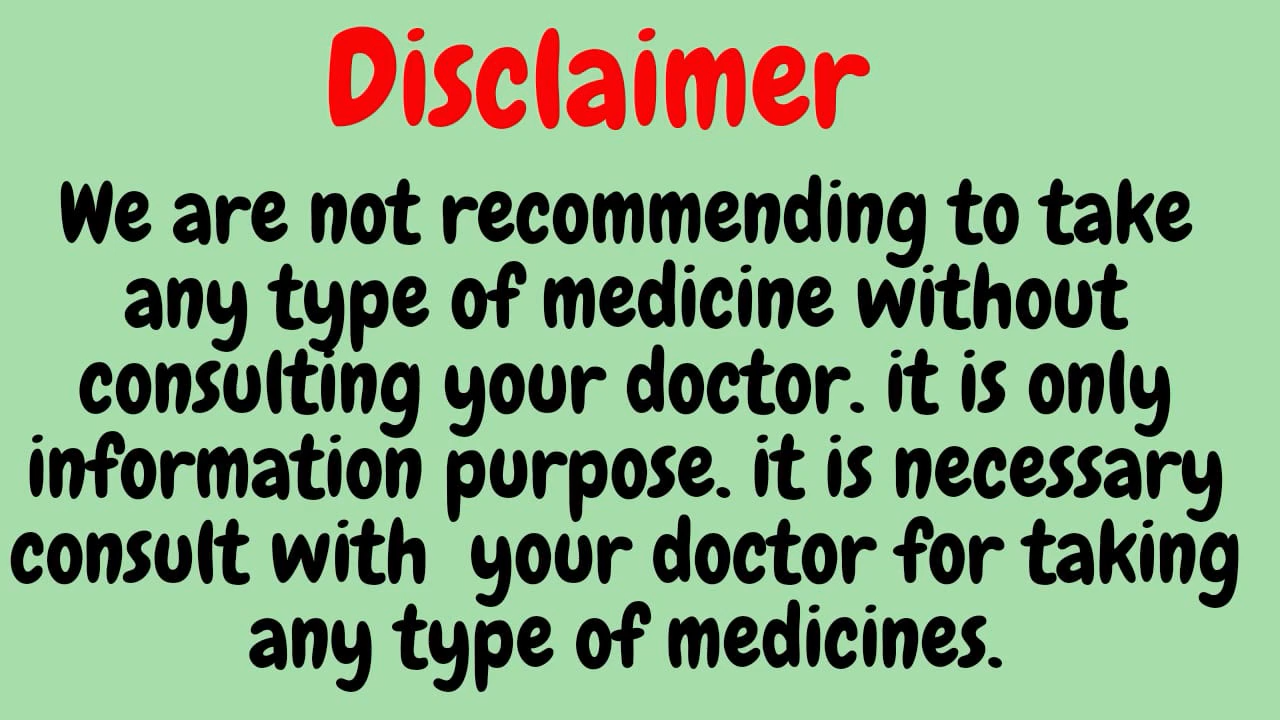 Disclaimer
We are not recommending to take
any type of medicine without
consulting your doctor. it is only
information purpose. it is necessary
consult with  your doctor for taking
any type of medicines.